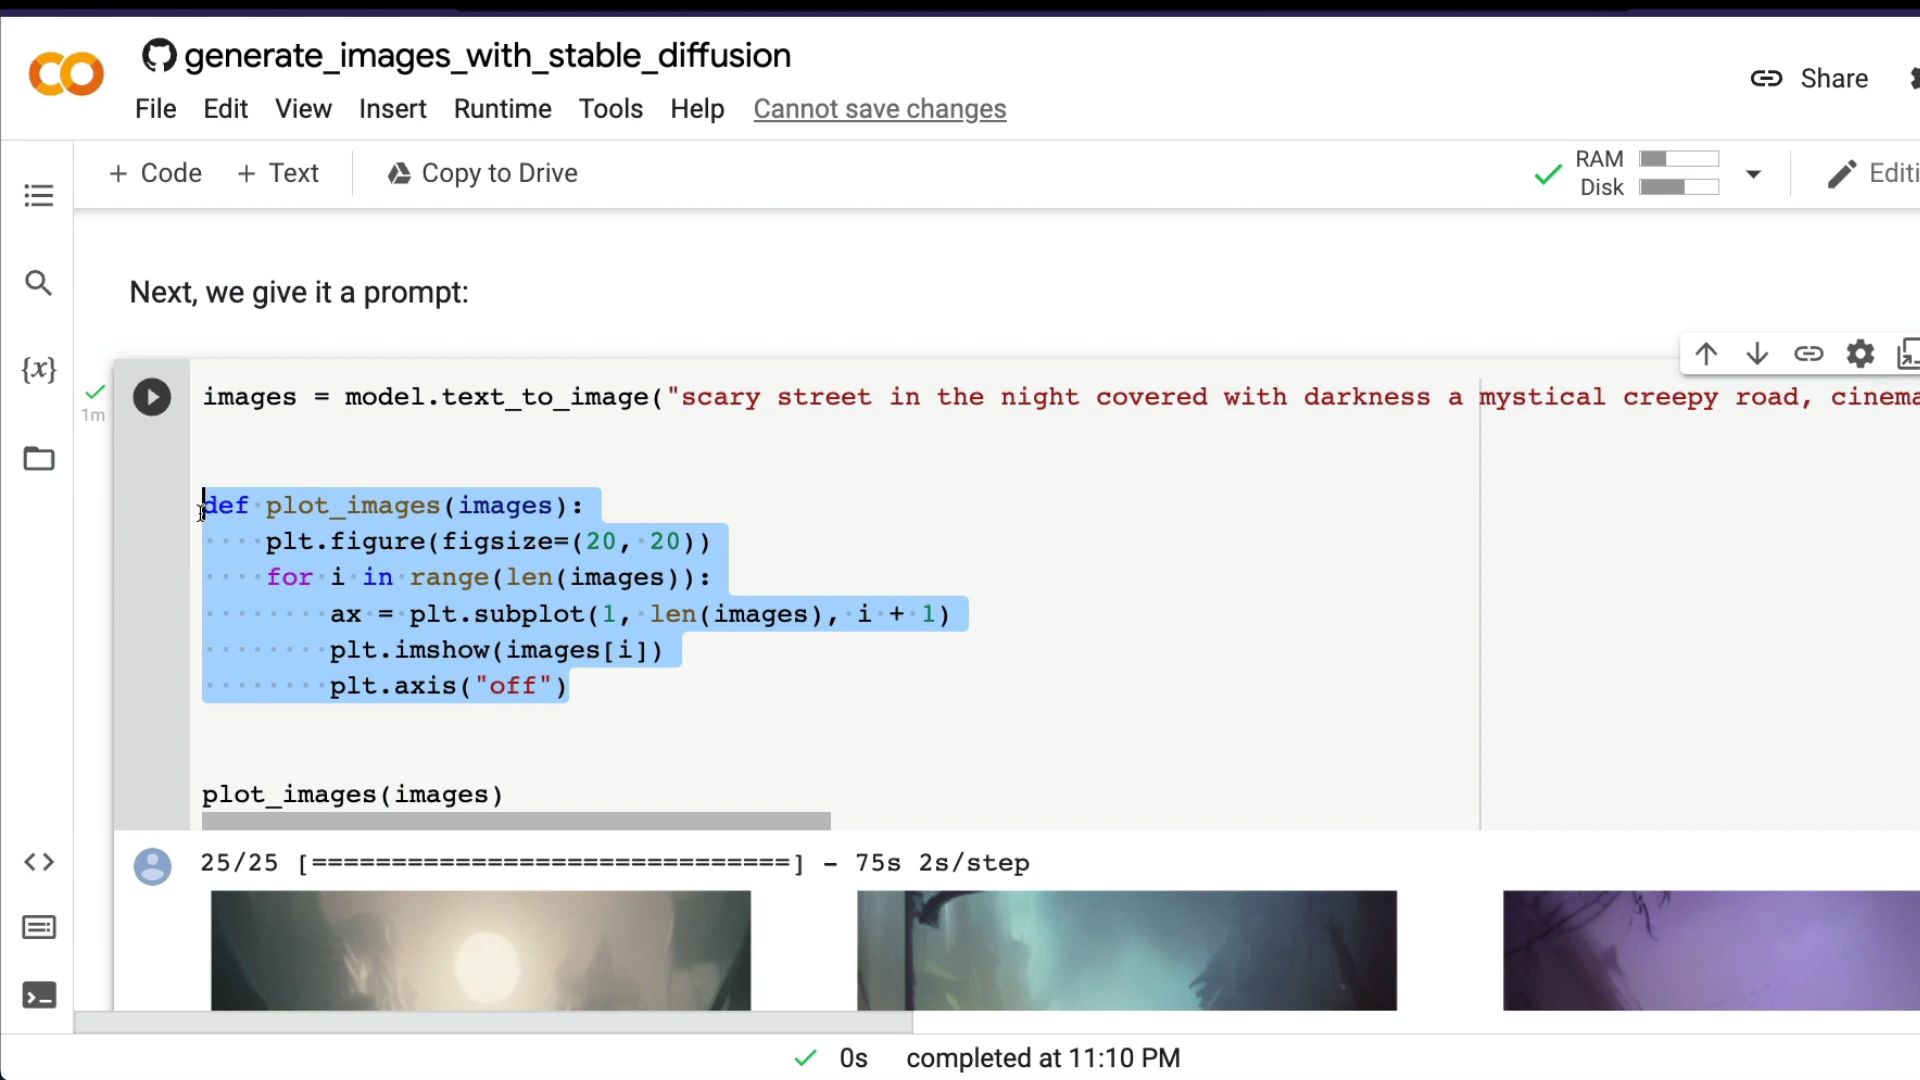 generate_images_with_stable_diffusion
File Edit View Insert Runtime Tools Help Cannot save changes
Share
+ Code + Text Copy to Drive
RAM
Disk
Editi
Next, we give it a prompt:
{x}
1m
images = model.text_to_image("scary street in the night covered with darkness a mystical creepy road, cinema
def plot_images(images):
    plt.figure(figsize=(20, 20))
    for i in range(len(images)):
        ax = plt.subplot(1, len(images), i + 1)
        plt.imshow(images[i])
        plt.axis("off")
plot_images(images)
25/25 [==============================] - 75s 2s/step
0s completed at 11:10 PM